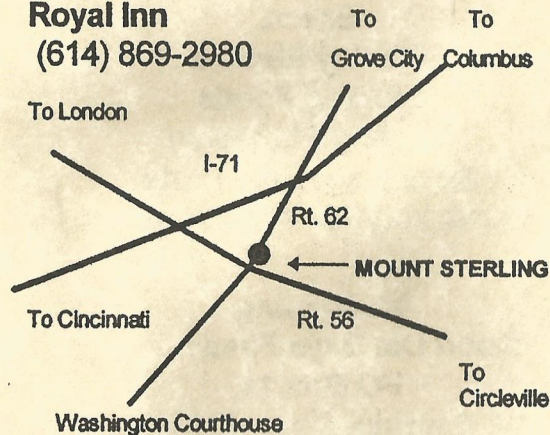 Royal Inn
(614) 869-2980
To To
Grove City Columbus
To London
I-71
Rt. 62
MOUNT STERLING
To Cincinnati
Rt. 56
To
Circleville
Washington Courthouse